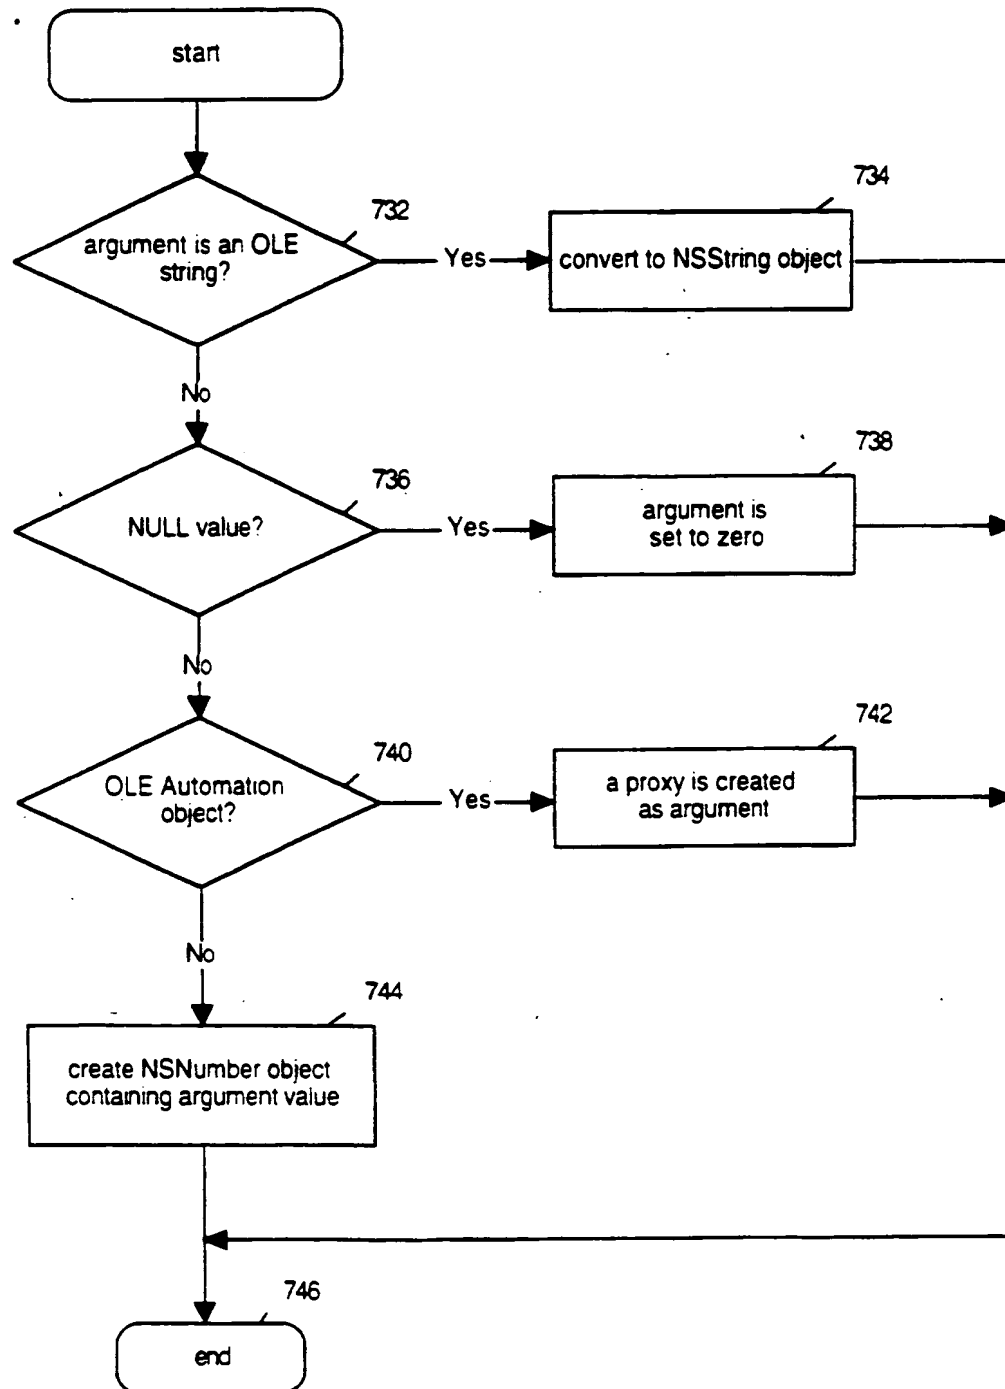 start
732
argument is an OLE
string?
Yes
734
convert to NSString object
No
736
NULL value?
Yes
738
argument is
set to zero
No
740
OLE Automation
object?
Yes
742
a proxy is created
as argument
No
744
create NSNumber object
containing argument value
746
end